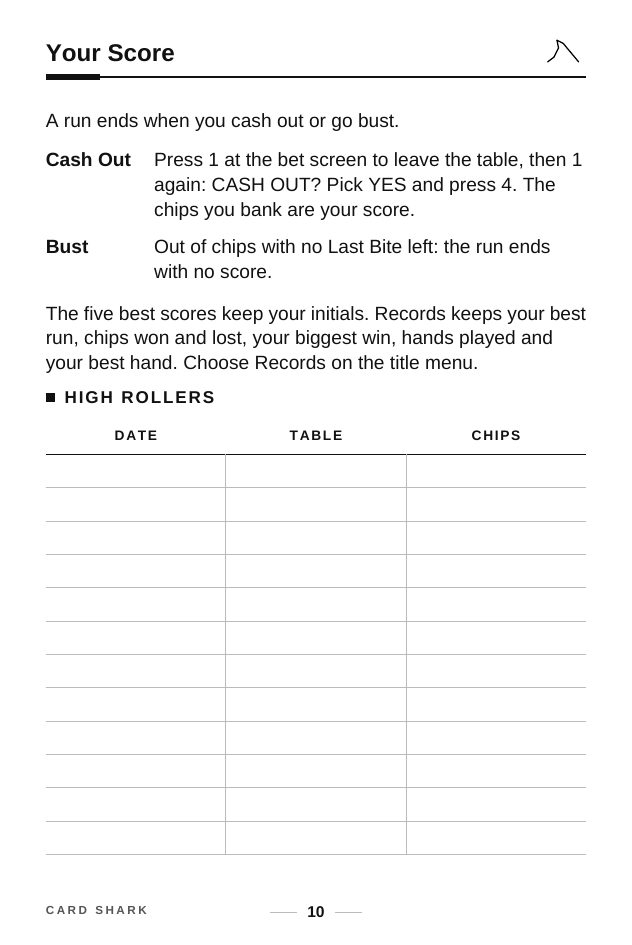 Your Score
A run ends when you cash out or go bust.
Cash Out Press 1 at the bet screen to leave the table, then 1
again: CASH OUT? Pick YES and press 4. The
chips you bank are your score.
Bust Out of chips with no Last Bite left: the run ends
with no score.
The five best scores keep your initials. Records keeps your best
run, chips won and lost, your biggest win, hands played and
your best hand. Choose Records on the title menu.
HIGH ROLLERS
DATE TABLE CHIPS
CARD SHARK 10